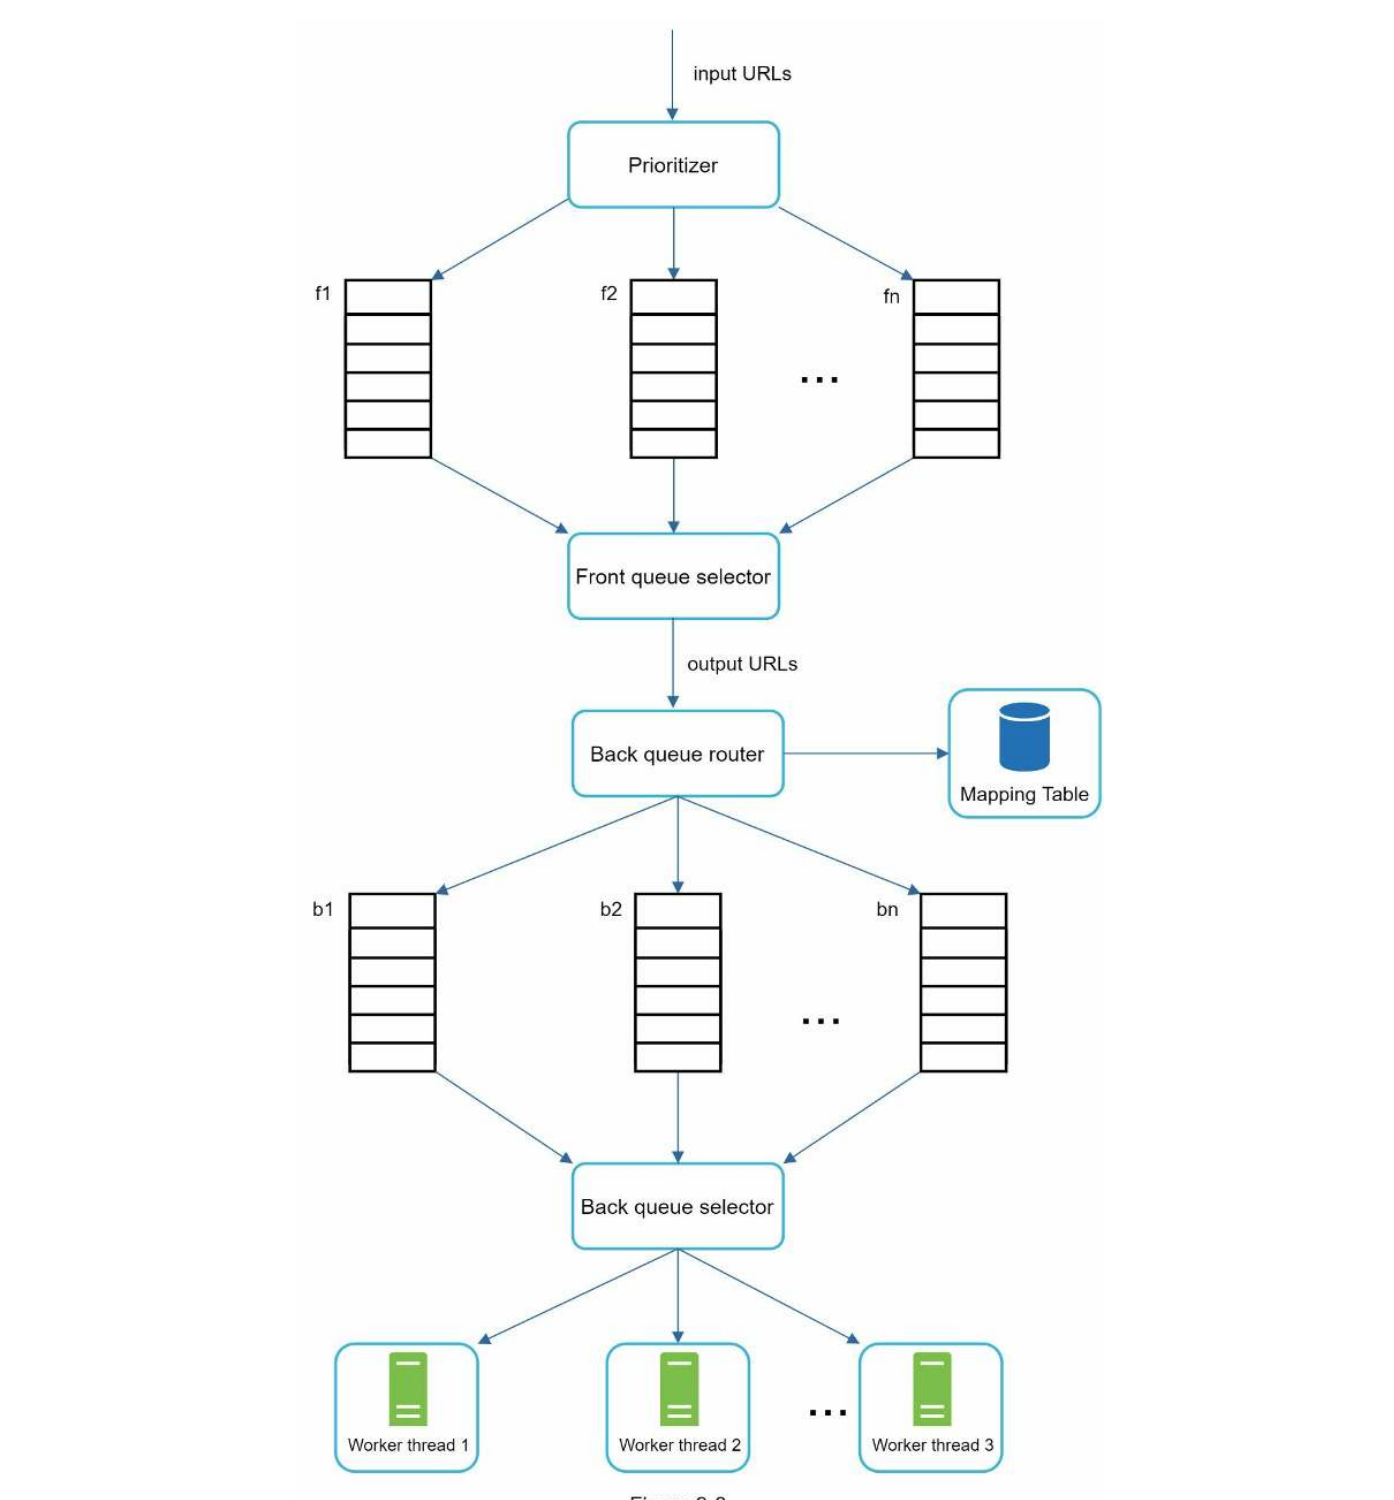 input URLs
Prioritizer
f1
f2
fn
...
Front queue selector
output URLs
Back queue router
Mapping Table
b1
b2
bn
...
Back queue selector
...
Worker thread 1
Worker thread 2
Worker thread 3